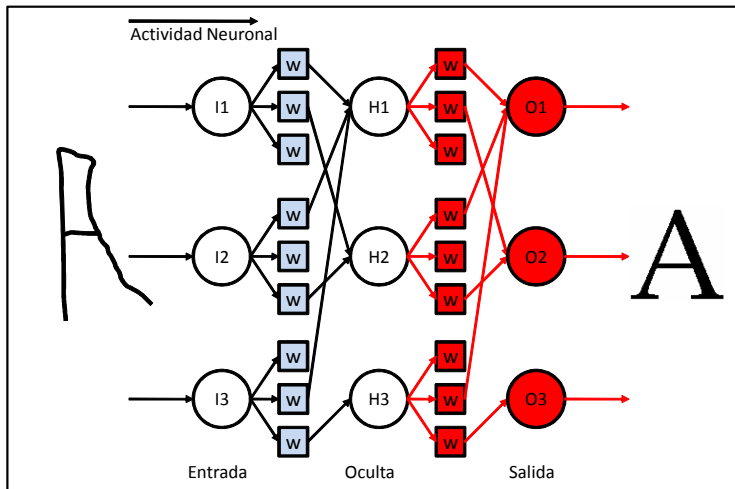 Actividad Neuronal
w w
I1 w H1 w O1
w w
w w
I2 w H2 w O2
w w
w w
I3 w H3 w O3
w w
A A
Entrada Oculta Salida